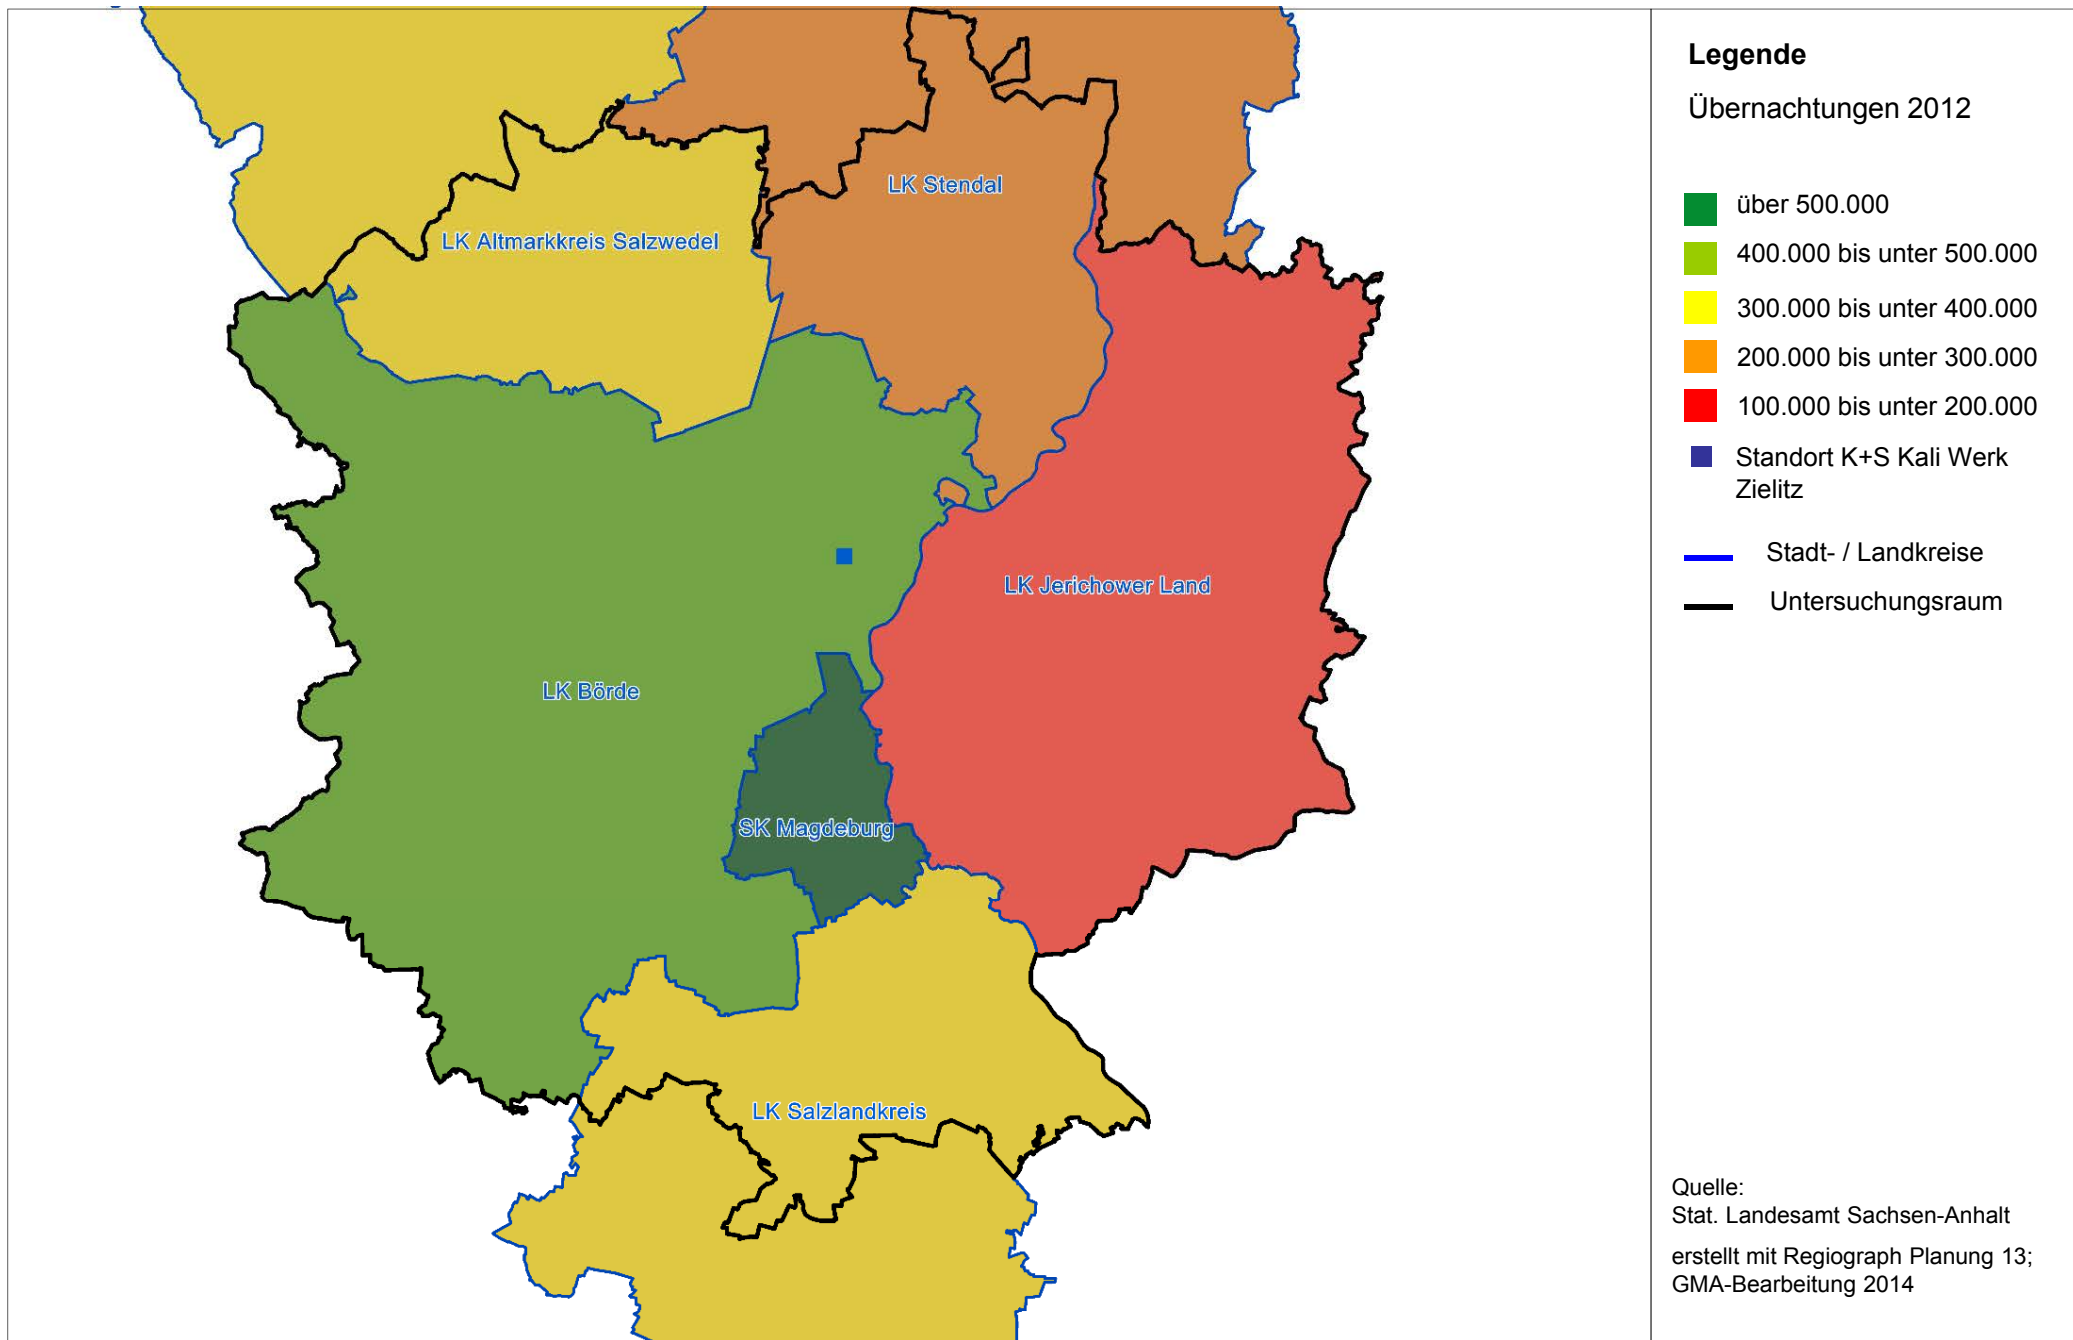 LK Stendal
LK Altmarkkreis Salzwedel
LK Jerichower Land
LK Börde
SK Magdeburg
LK Salzlandkreis
Legende
Übernachtungen 2012
über 500.000
400.000 bis unter 500.000
300.000 bis unter 400.000
200.000 bis unter 300.000
100.000 bis unter 200.000
Standort K+S Kali Werk
Zielitz
Stadt- / Landkreise
Untersuchungsraum
Quelle:
Stat. Landesamt Sachsen-Anhalt
erstellt mit Regiograph Planung 13;
GMA-Bearbeitung 2014